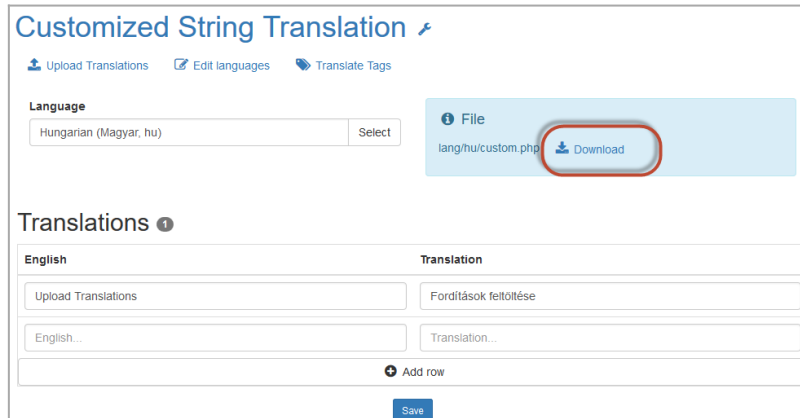 Customized String Translation
Upload Translations Edit languages Translate Tags
Language
Hungarian (Magyar, hu) Select
File
lang/hu/custom.php Download
Translations 1
English Translation
Upload Translations Fordítások feltöltése
English... Translation...
Add row
Save